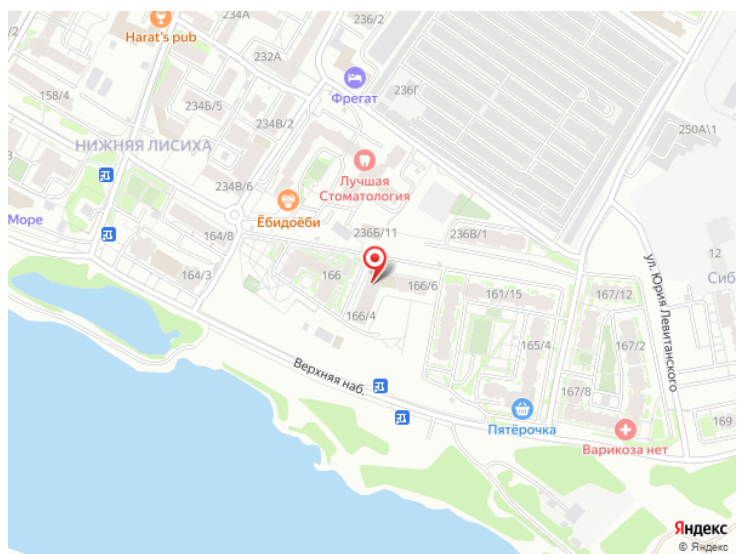 234А
236/2
Harat's pub
232А
158/4
Фрегат
236Г
234Б/5
234В/2
250А\1
НИЖНЯЯ ЛИСИХА
Лучшая
Стоматология
234В/6
Ёбидоёби
Море
164/8
236Б/11
236В/1
ул. Юрия Левитанского
12
Сиб
164/3
166
166/6
161/15
167/12
166/4
165/4
167/2
Верхняя наб.
167/8
Пятёрочка
169
Варикоза нет
Яндекс
© Яндекс